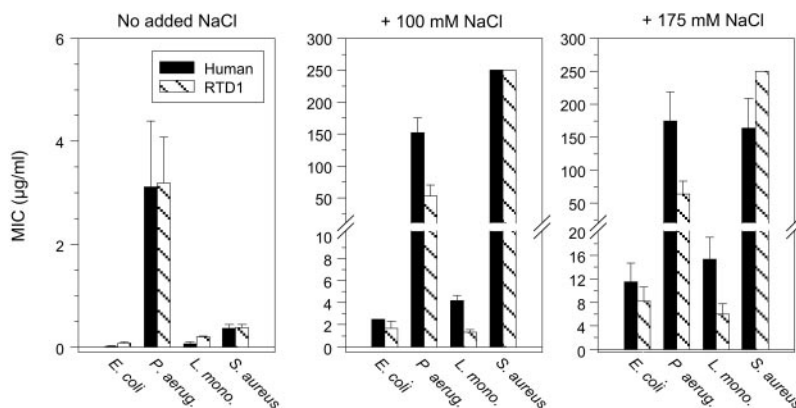 No added NaCl
+ 100 mM NaCl
+ 175 mM NaCl
MIC (µg/ml)
6
4
2
0
Human
RTD1
E. coli
P. aerug.
L. mono.
S. aureus
300
250
200
150
100
50
10
8
6
4
2
0
E. coli
P. aerug.
L. mono.
S. aureus
300
250
200
150
100
50
20
16
12
8
4
0
E. coli
P. aerug.
L. mono.
S. aureus